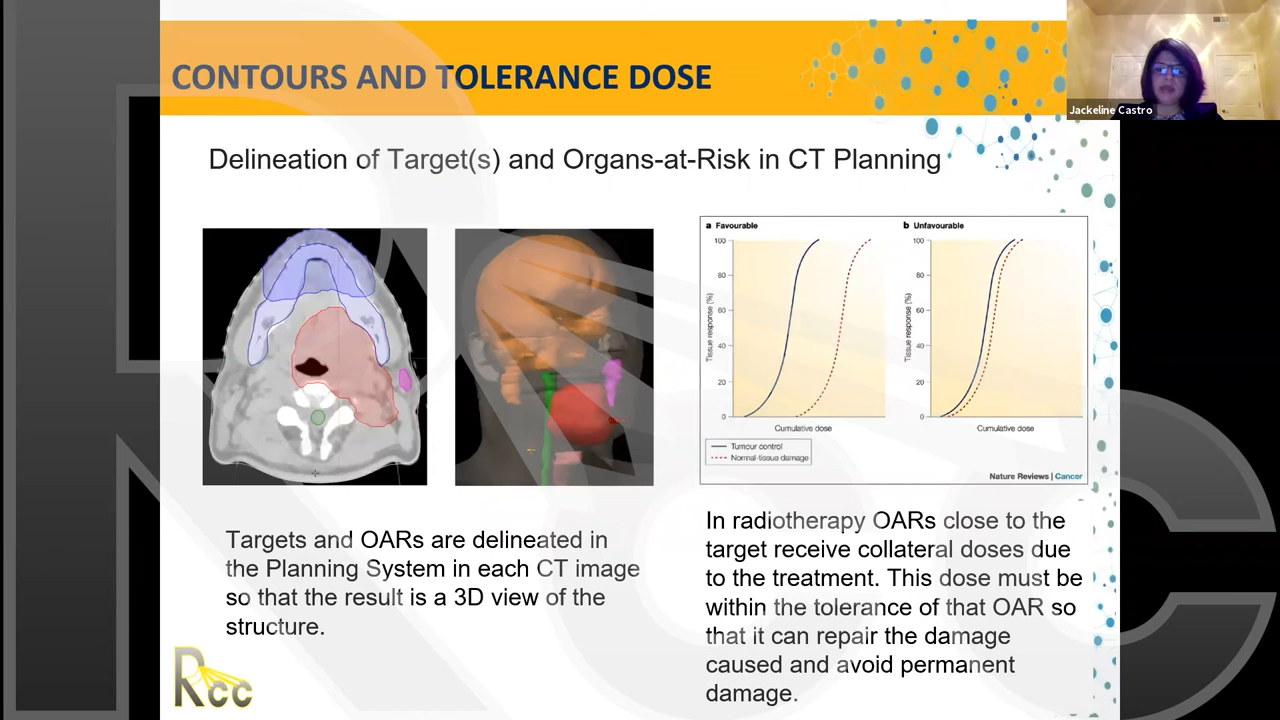 CONTOURS AND TOLERANCE DOSE
Jackeline Castro
Delineation of Target(s) and Organs-at-Risk in CT Planning
a Favourable
100
80
60
40
20
0
Tissue response (%)
Cumulative dose
b Unfavourable
100
80
60
40
20
0
Tissue response (%)
Cumulative dose
Tumour control
Normal-tissue damage
Nature Reviews | Cancer
Targets and OARs are delineated in
the Planning System in each CT image
so that the result is a 3D view of the
structure.
In radiotherapy OARs close to the
target receive collateral doses due
to the treatment. This dose must be
within the tolerance of that OAR so
that it can repair the damage
caused and avoid permanent
damage.
Rcc